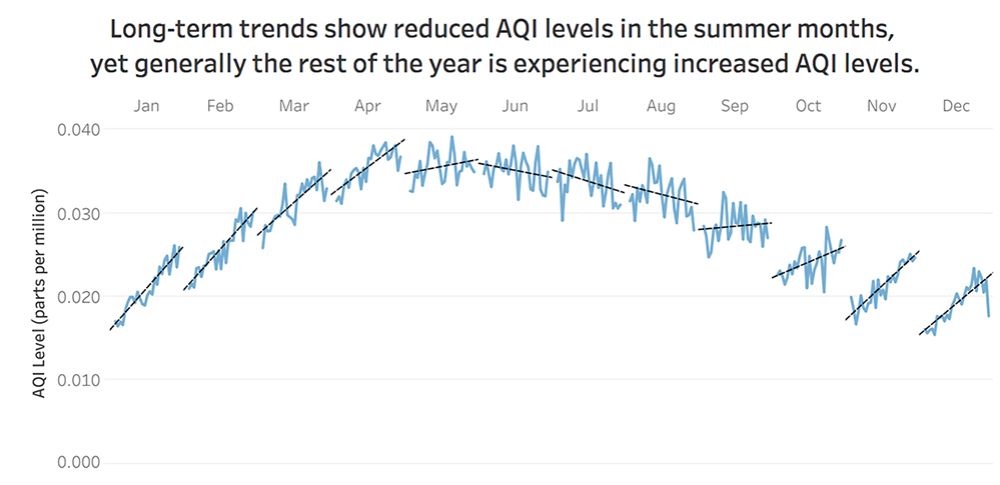 Long-term trends show reduced AQI levels in the summer months,
yet generally the rest of the year is experiencing increased AQI levels.
Jan Feb Mar Apr May Jun Jul Aug Sep Oct Nov Dec
0.040
0.030
0.020
0.010
0.000
AQI Level (parts per million)